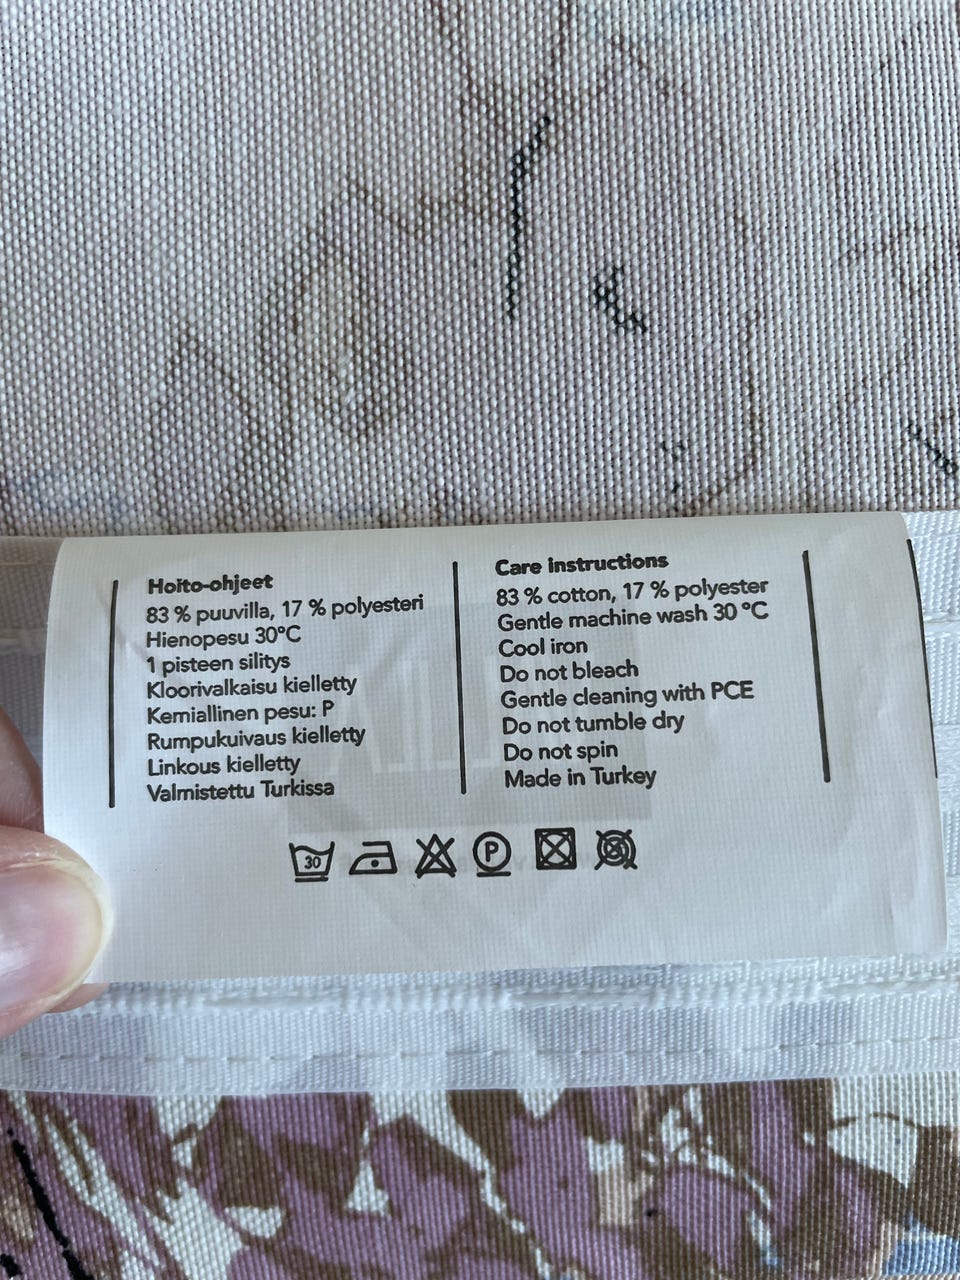 Hoito-ohjeet
83 % puuvilla, 17 % polyesteri
Hienopesu 30°C
1 pisteen silitys
Kloorivalkaisu kielletty
Kemiallinen pesu: P
Rumpukuivaus kielletty
Linkous kielletty
Valmistettu Turkissa
Care instructions
83 % cotton, 17 % polyester
Gentle machine wash 30 °C
Cool iron
Do not bleach
Gentle cleaning with PCE
Do not tumble dry
Do not spin
Made in Turkey
30 P